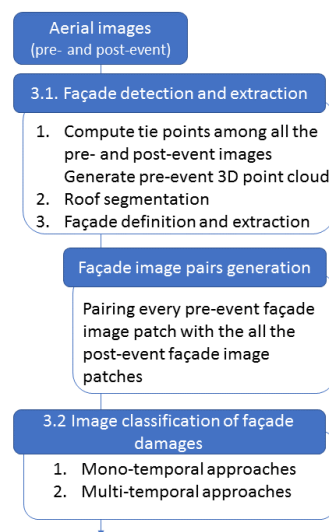 Aerial images
(pre- and post-event)
3.1. Façade detection and extraction
1. Compute tie points among all the
pre- and post-event images
Generate pre-event 3D point cloud
2. Roof segmentation
3. Façade definition and extraction
Façade image pairs generation
Pairing every pre-event façade
image patch with the all the
post-event façade image
patches
3.2 Image classification of façade
damages
1. Mono-temporal approaches
2. Multi-temporal approaches